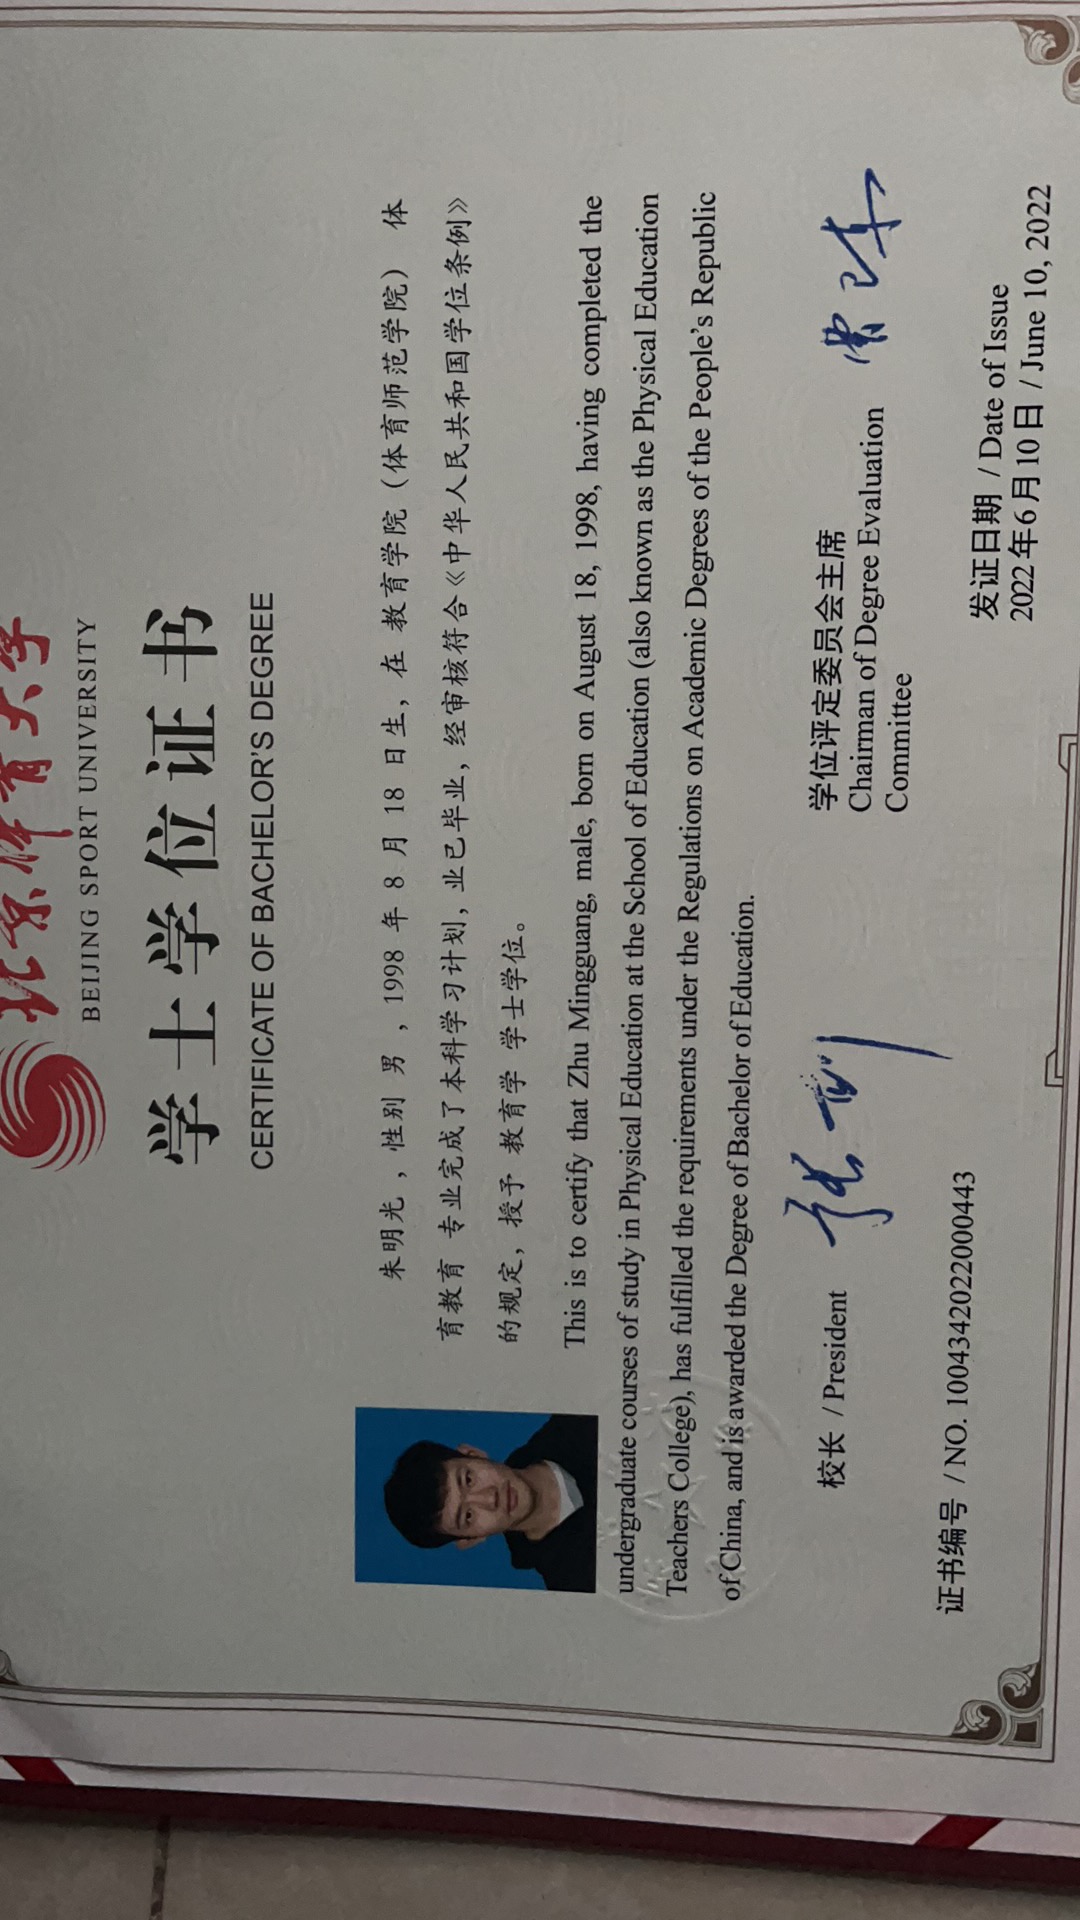 北京体育大学
BEIJING SPORT UNIVERSITY
学士学位证书
CERTIFICATE OF BACHELOR'S DEGREE
朱明光，性别 男，1998 年 8 月 18 日生，在 教育学院（体育师范学院） 体
育教育 专业完成了本科学习计划，业已毕业，经审核符合《中华人民共和国学位条例》
的规定，授予 教育学 学士学位。
This is to certify that Zhu Mingguang, male, born on August 18, 1998, having completed the
undergraduate courses of study in Physical Education at the School of Education (also known as the Physical Education
Teachers College), has fulfilled the requirements under the Regulations on Academic Degrees of the People's Republic
of China, and is awarded the Degree of Bachelor of Education.
校长 / President
学位评定委员会主席
Chairman of Degree Evaluation
Committee
证书编号 / NO. 1004342022000443
发证日期 / Date of Issue
2022年6月10日 / June 10, 2022